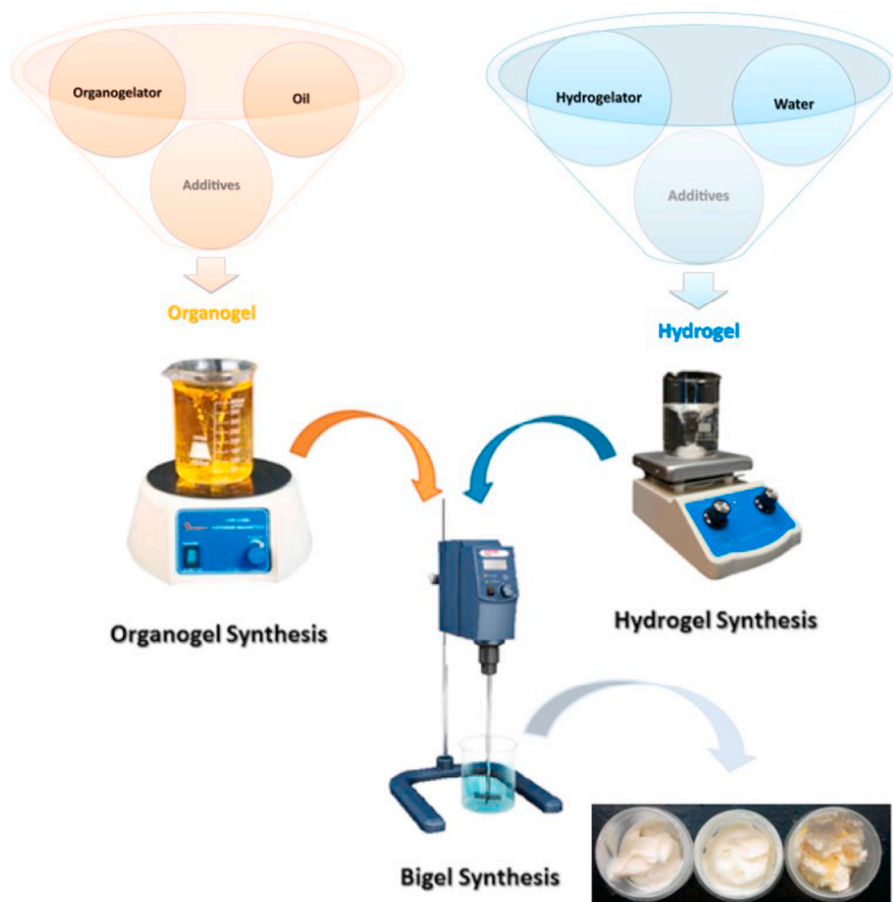 Organogelator
Oil
Additives
Organogel
Hydrogelator
Water
Additives
Hydrogel
Organogel Synthesis
Hydrogel Synthesis
Bigel Synthesis